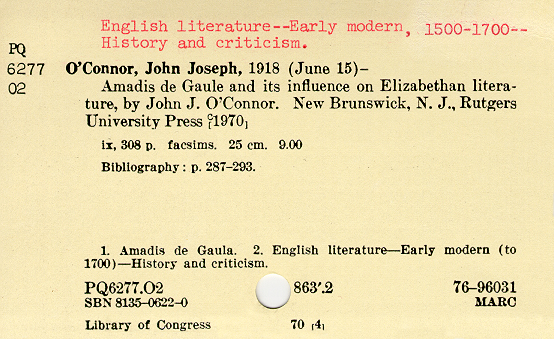 English literature--Early modern, 1500-1700--
History and criticism.
PQ
6277
O2
O'Connor, John Joseph, 1918 (June 15)–
Amadis de Gaule and its influence on Elizabethan litera-
ture, by John J. O'Connor. New Brunswick, N. J., Rutgers
University Press [c1970]
ix, 308 p. facsims. 25 cm. 9.00
Bibliography: p. 287–293.
1. Amadis de Gaula. 2. English literature—Early modern (to
1700)—History and criticism.
PQ6277.O2 863'.2 76–96031
SBN 8135–0622–0 MARC
Library of Congress 70 [4]